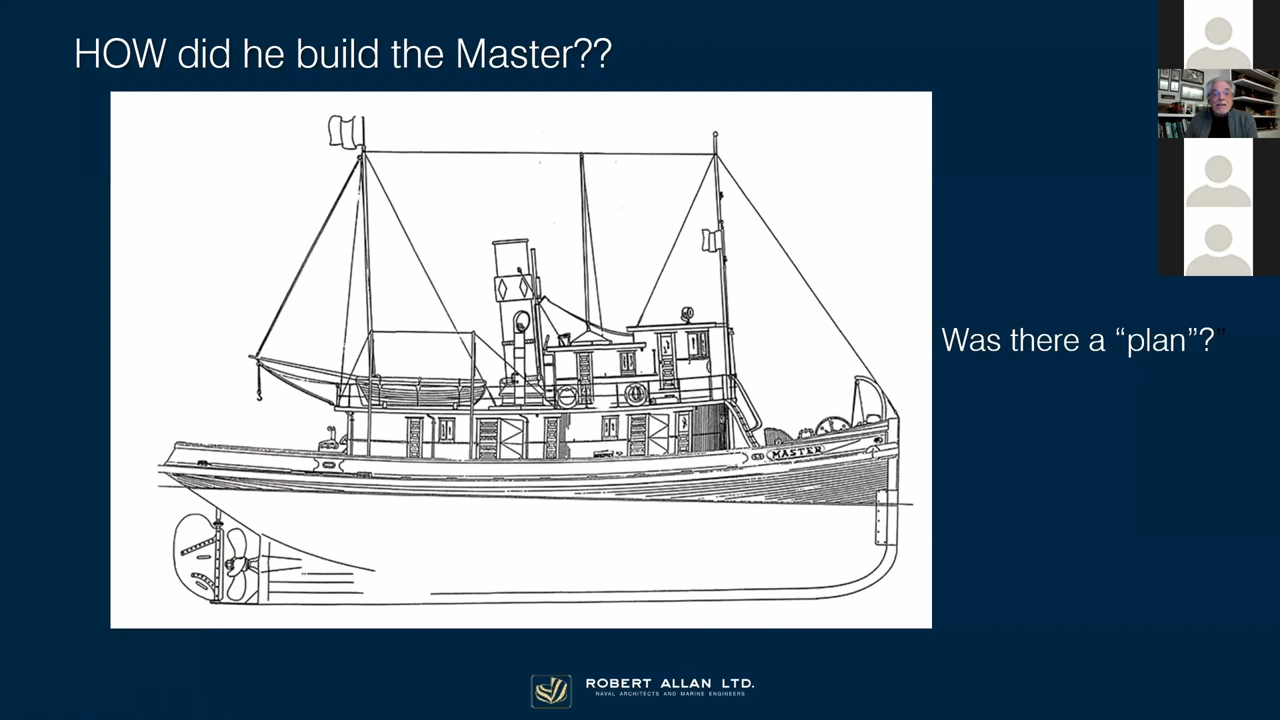 HOW did he build the Master??
MASTER
Was there a “plan”?”
ROBERT ALLAN LTD.
NAVAL ARCHITECTS AND MARINE ENGINEERS